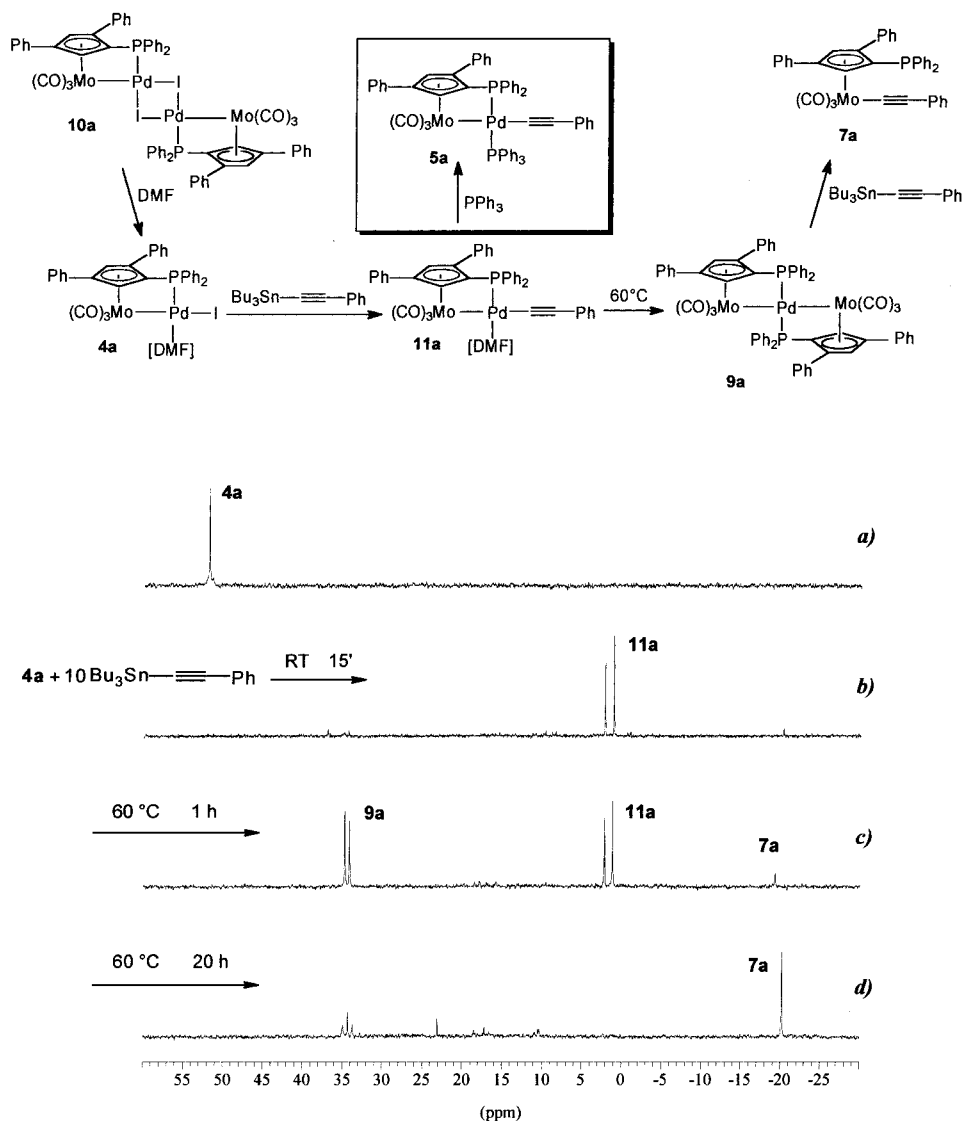 Ph
Ph
PPh2
(CO)3Mo
Pd
I
I
Pd
Mo(CO)3
10a
Ph2P
Ph
Ph
DMF
Ph
Ph
PPh2
(CO)3Mo
Pd
Ph
5a
PPh3
PPh3
Ph
Ph
PPh2
(CO)3Mo
Ph
7a
Bu3Sn
Ph
Ph
Ph
PPh2
(CO)3Mo
Pd
I
4a
[DMF]
Bu3Sn
Ph
Ph
Ph
PPh2
(CO)3Mo
Pd
Ph
11a
[DMF]
60°C
Ph
Ph
PPh2
(CO)3Mo
Pd
Mo(CO)3
Ph2P
Ph
Ph
9a
4a
a)
4a + 10 Bu3Sn Ph RT 15'
11a
b)
60 °C 1 h
9a
11a
7a
c)
60 °C 20 h
7a
d)
55 50 45 40 35 30 25 20 15 10 5 0 -5 -10 -15 -20 -25
(ppm)